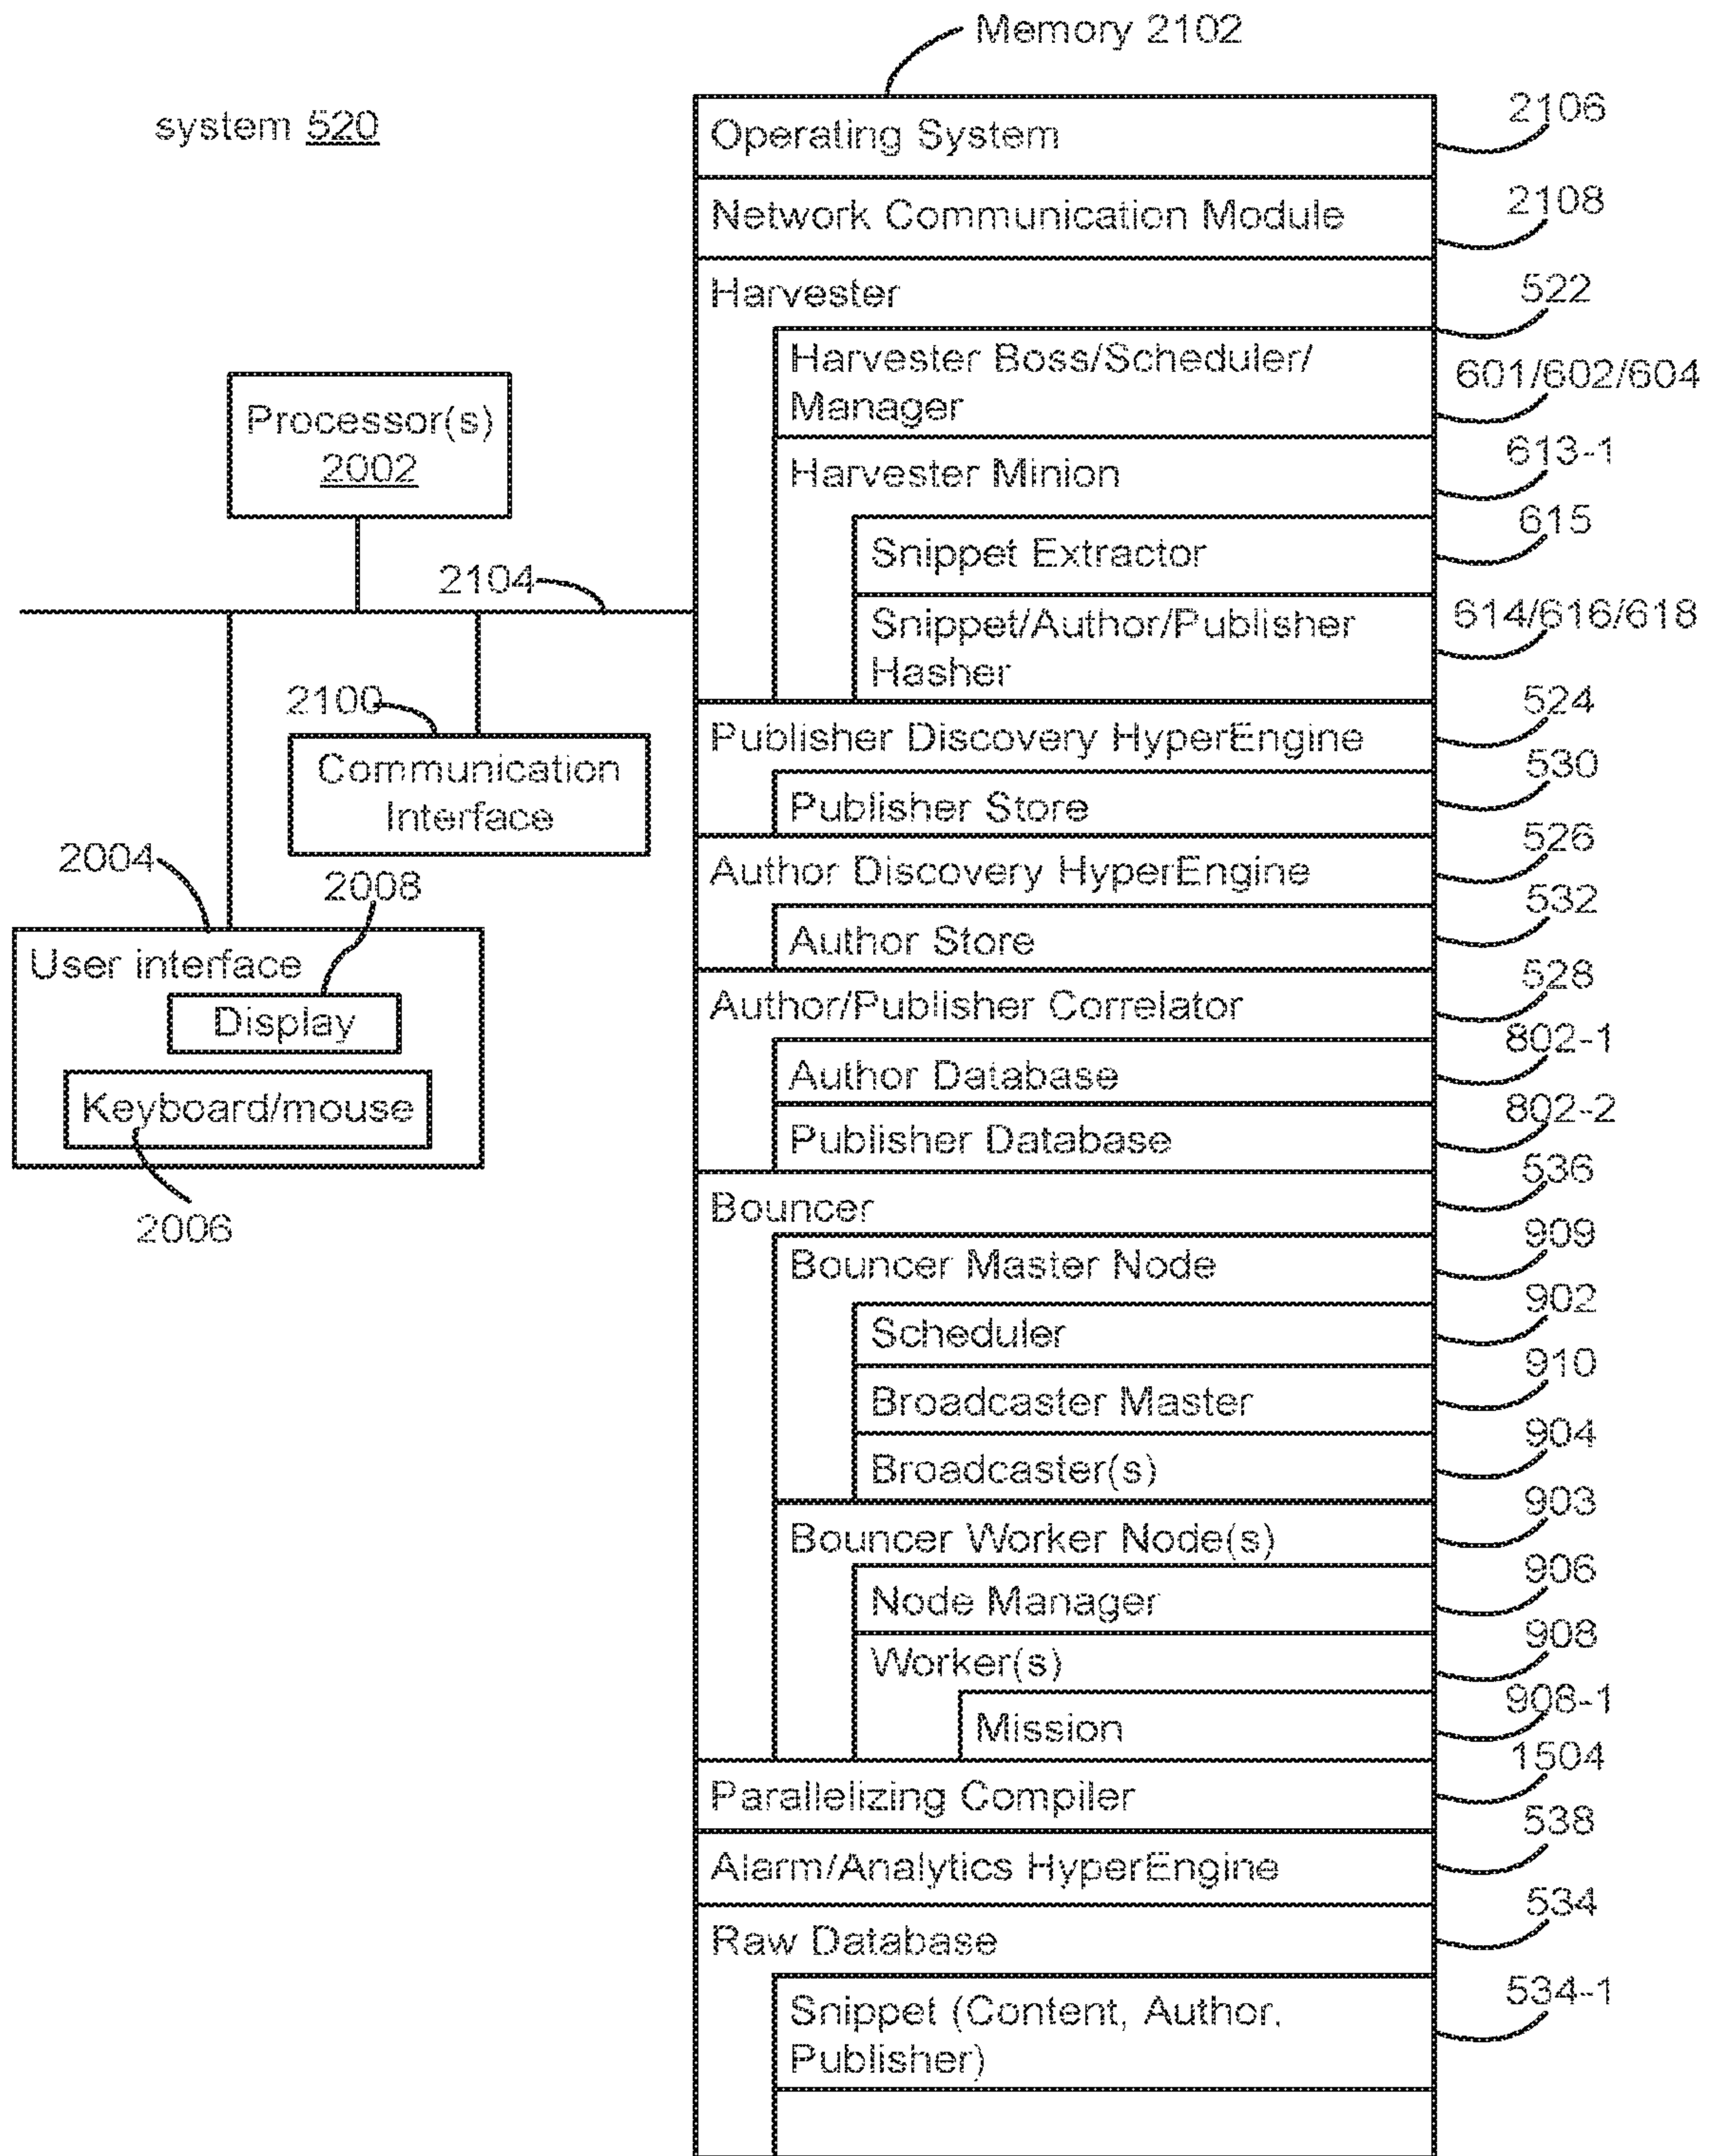 Memory 2102
system 520
Operating System
2106
Network Communication Module
2108
Harvester
522
Harvester Boss/Scheduler/
Manager
601/602/604
Harvester Minion
613-1
Snippet Extractor
615
Snippet/Author/Publisher
Hasher
614/616/618
Processor(s)
2002
2104
2100
Communication
Interface
2004
2008
User interface
Display
Keyboard/mouse
2006
Publisher Discovery HyperEngine
524
Publisher Store
530
Author Discovery HyperEngine
526
Author Store
532
Author/Publisher Correlator
528
Author Database
802-1
Publisher Database
802-2
Bouncer
536
Bouncer Master Node
909
Scheduler
902
Broadcaster Master
910
Broadcaster(s)
904
Bouncer Worker Node(s)
903
Node Manager
906
Worker(s)
908
Mission
908-1
Parallelizing Compiler
1504
Alarm/Analytics HyperEngine
538
Raw Database
534
Snippet (Content, Author,
Publisher)
534-1